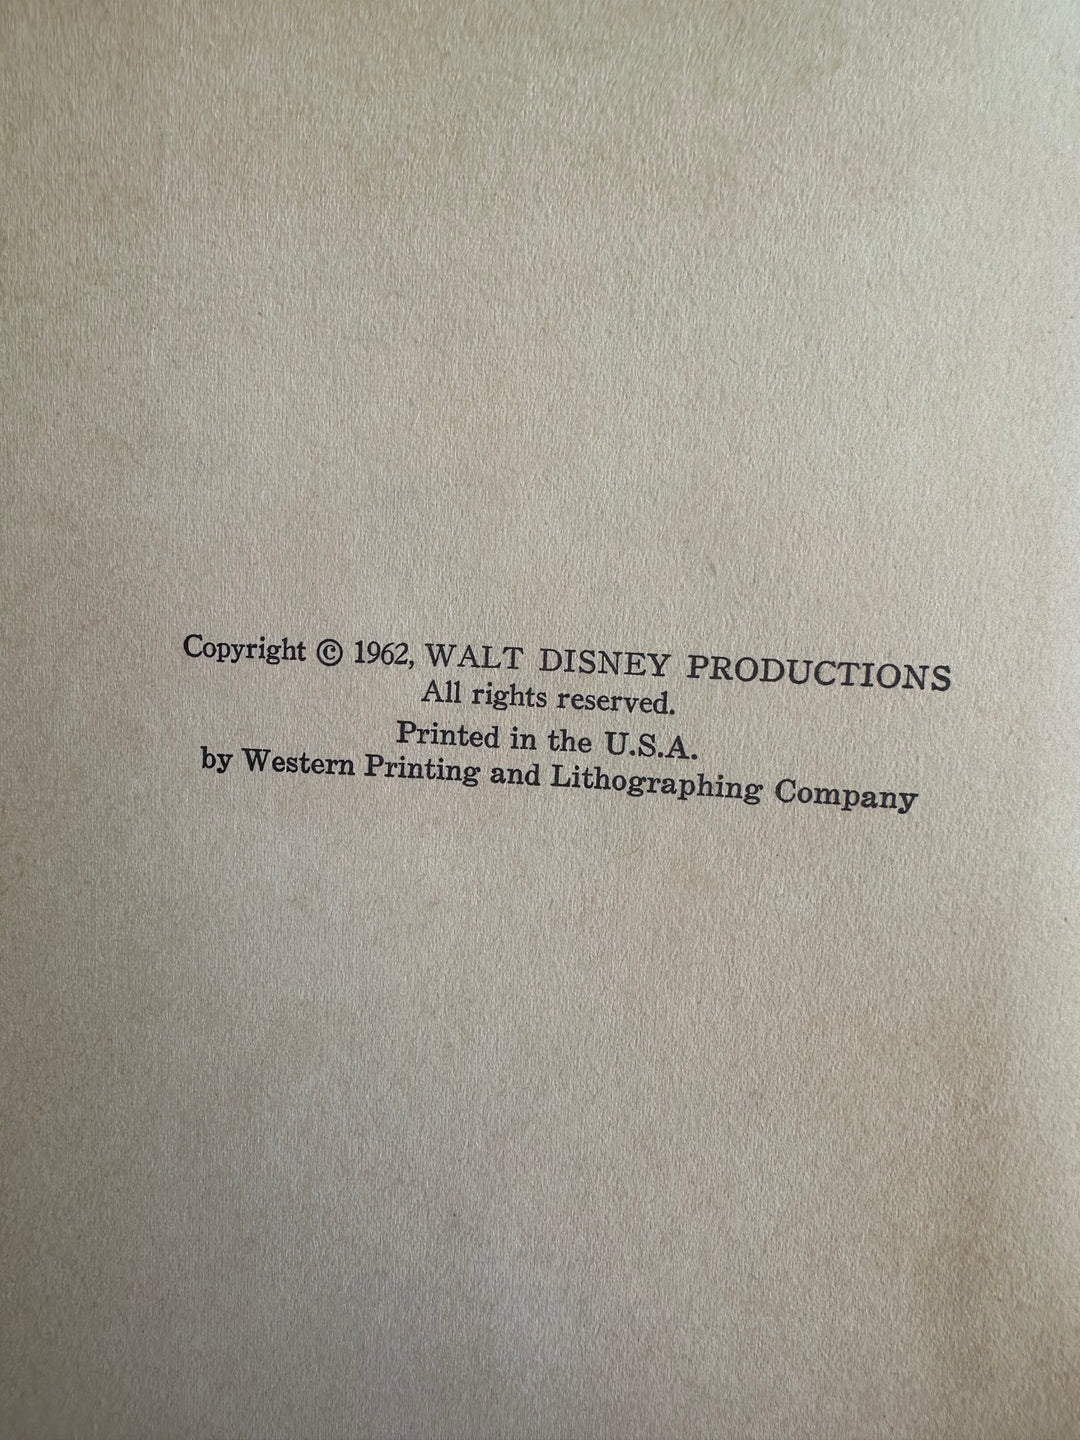 Copyright © 1962, WALT DISNEY PRODUCTIONS
All rights reserved.
Printed in the U.S.A.
by Western Printing and Lithographing Company